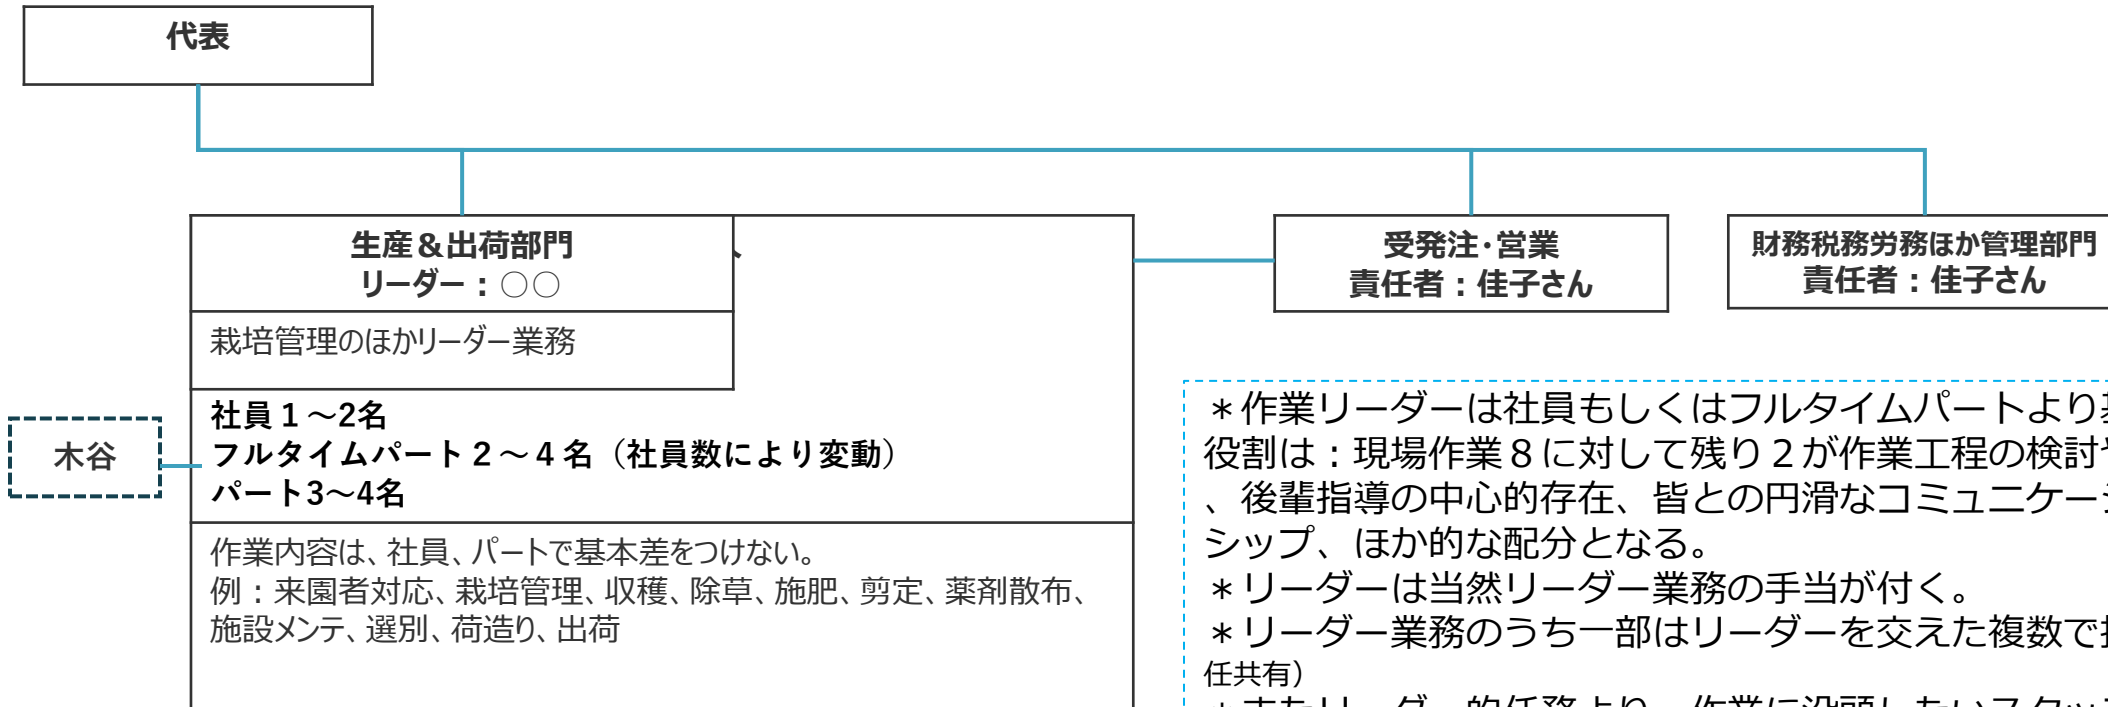 代表
生産＆出荷部門
リーダー：○○
栽培管理のほかリーダー業務
受発注・営業
責任者：佳子さん
財務税務労務ほか管理部門
責任者：佳子さん
木谷
社員１～2名
フルタイムパート２～４名（社員数により変動）
パート3～4名
作業内容は、社員、パートで基本差をつけない。
例：来園者対応、栽培管理、収穫、除草、施肥、剪定、薬剤散布、
施設メンテ、選別、荷造り、出荷
＊作業リーダーは社員もしくはフルタイムパートより
役割は：現場作業８に対して残り２が作業工程の検討
、後輩指導の中心的存在、皆との円滑なコミュニケー
シップ、ほか的な配分となる。
＊リーダーは当然リーダー業務の手当が付く。
＊リーダー業務のうち一部はリーダーを交えた複数で
任共有）